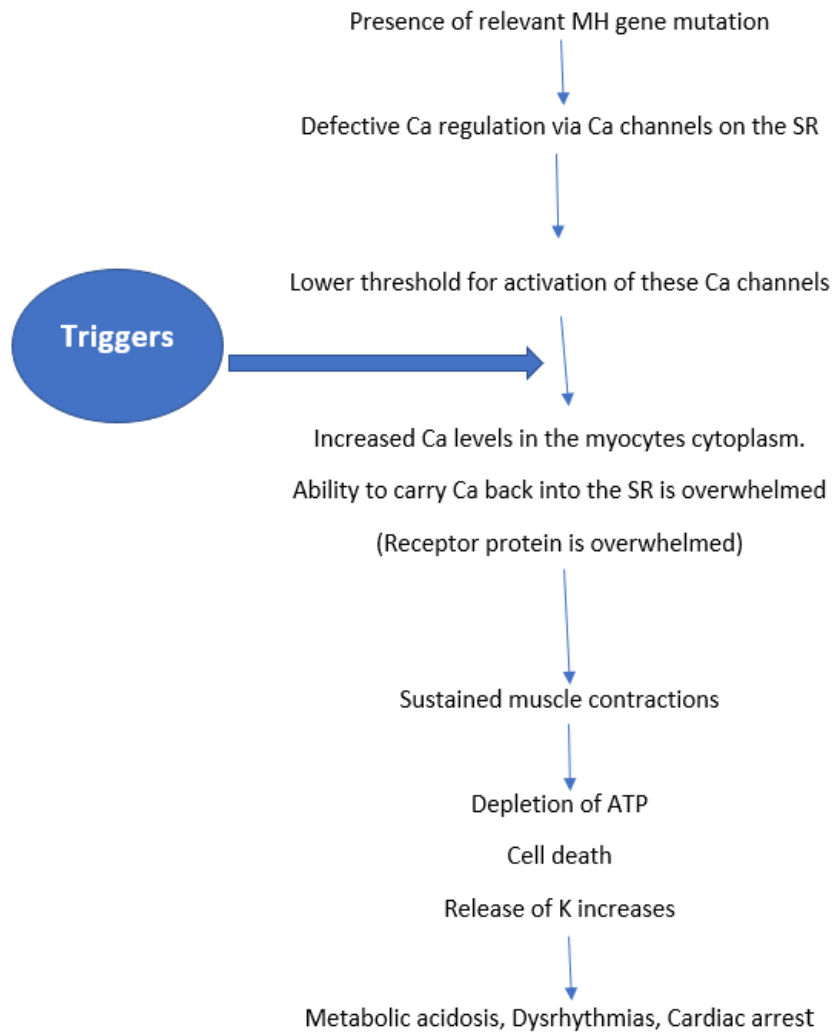 Presence of relevant MH gene mutation
Defective Ca regulation via Ca channels on the SR
Lower threshold for activation of these Ca channels
Triggers
Increased Ca levels in the myocytes cytoplasm.
Ability to carry Ca back into the SR is overwhelmed
(Receptor protein is overwhelmed)
Sustained muscle contractions
Depletion of ATP
Cell death
Release of K increases
Metabolic acidosis, Dysrhythmias, Cardiac arrest